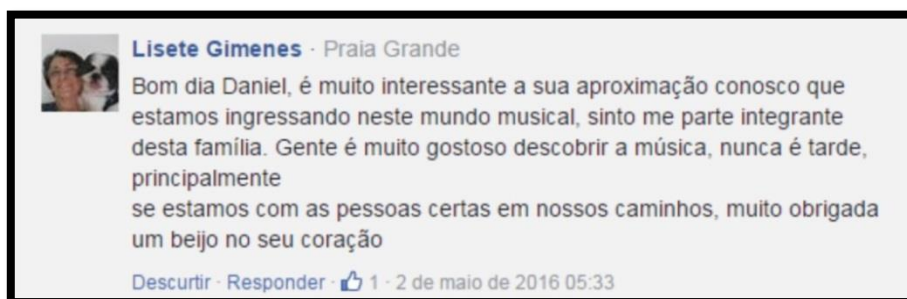 Lisete Gimenes · Praia Grande
Bom dia Daniel, é muito interessante a sua aproximação conosco que
estamos ingressando neste mundo musical, sinto me parte integrante
desta família. Gente é muito gostoso descobrir a música, nunca é tarde,
principalmente
se estamos com as pessoas certas em nossos caminhos, muito obrigada
um beijo no seu coração
Descurtir · Responder · 1 · 2 de maio de 2016 05:33